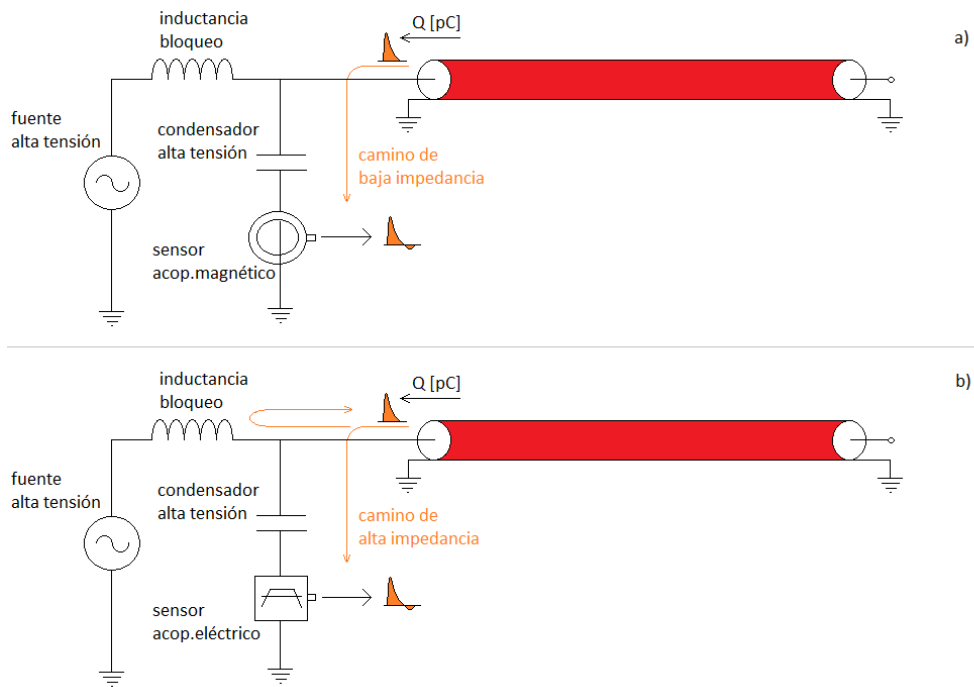 inductancia
bloqueo
Q [pC]
a)
fuente
alta tensión
condensador
alta tensión
camino de
baja impedancia
sensor
acop.magnético
inductancia
bloqueo
Q [pC]
b)
fuente
alta tensión
condensador
alta tensión
camino de
alta impedancia
sensor
acop.eléctrico